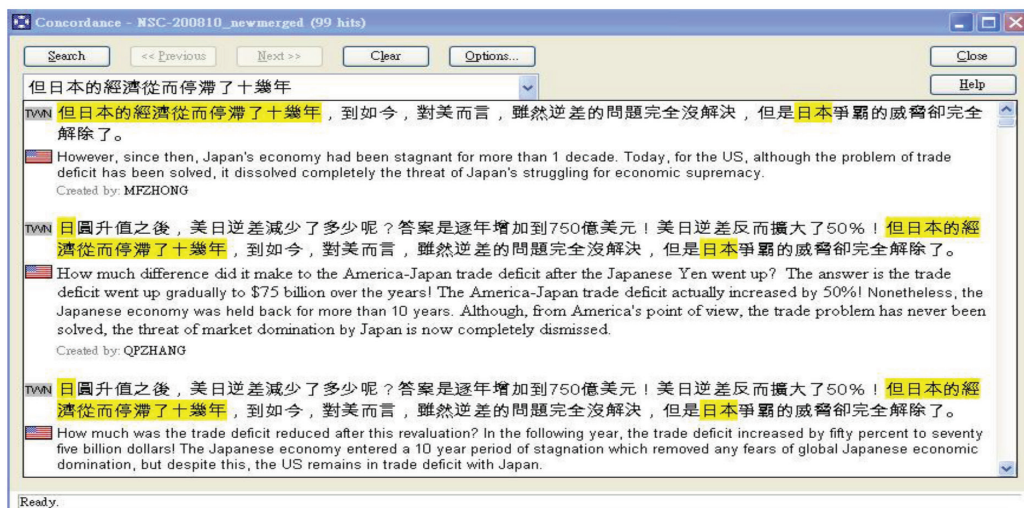 Concordance - NSC-200810_newmerged (99 hits)
Search << Previous Next >> Clear Options... Close
Help
但日本的經濟從而停滯了十幾年
TWN 但日本的經濟從而停滯了十幾年，到如今，對美而言，雖然逆差的問題完全沒解決，但是日本爭霸的威脅卻完全
解除了。
However, since then, Japan's economy had been stagnant for more than 1 decade. Today, for the US, although the problem of trade
deficit has been solved, it dissolved completely the threat of Japan's struggling for economic supremacy.
Created by: MFZHONG
TWN 日圓升值之後，美日逆差減少了多少呢？答案是逐年增加到750億美元！美日逆差反而擴大了50%！但日本的經
濟從而停滯了十幾年，到如今，對美而言，雖然逆差的問題完全沒解決，但是日本爭霸的威脅卻完全解除了。
How much difference did it make to the America-Japan trade deficit after the Japanese Yen went up? The answer is the trade
deficit went up gradually to $75 billion over the years! The America-Japan trade deficit actually increased by 50%! Nonetheless, the
Japanese economy was held back for more than 10 years. Although, from America's point of view, the trade problem has never been
solved, the threat of market domination by Japan is now completely dismissed.
Created by: QPZHANG
TWN 日圓升值之後，美日逆差減少了多少呢？答案是逐年增加到750億美元！美日逆差反而擴大了50%！但日本的經
濟從而停滯了十幾年，到如今，對美而言，雖然逆差的問題完全沒解決，但是日本爭霸的威脅卻完全解除了。
How much was the trade deficit reduced after this revaluation? In the following year, the trade deficit increased by fifty percent to seventy
five billion dollars! The Japanese economy entered a 10 year period of stagnation which removed any fears of global Japanese economic
domination, but despite this, the US remains in trade deficit with Japan.
Ready.